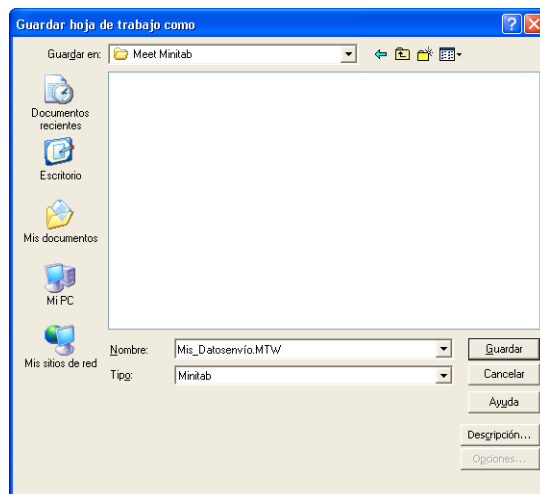 Guardar hoja de trabajo como
Guardar en: Meet Minitab
Documentos
recientes
Escritorio
Mis documentos
Mi PC
Mis sitios de red
Nombre: Mis_Datosenvío.MTW Guardar
Tipo: Minitab Cancelar
Ayuda
Descripción...
Opciones...